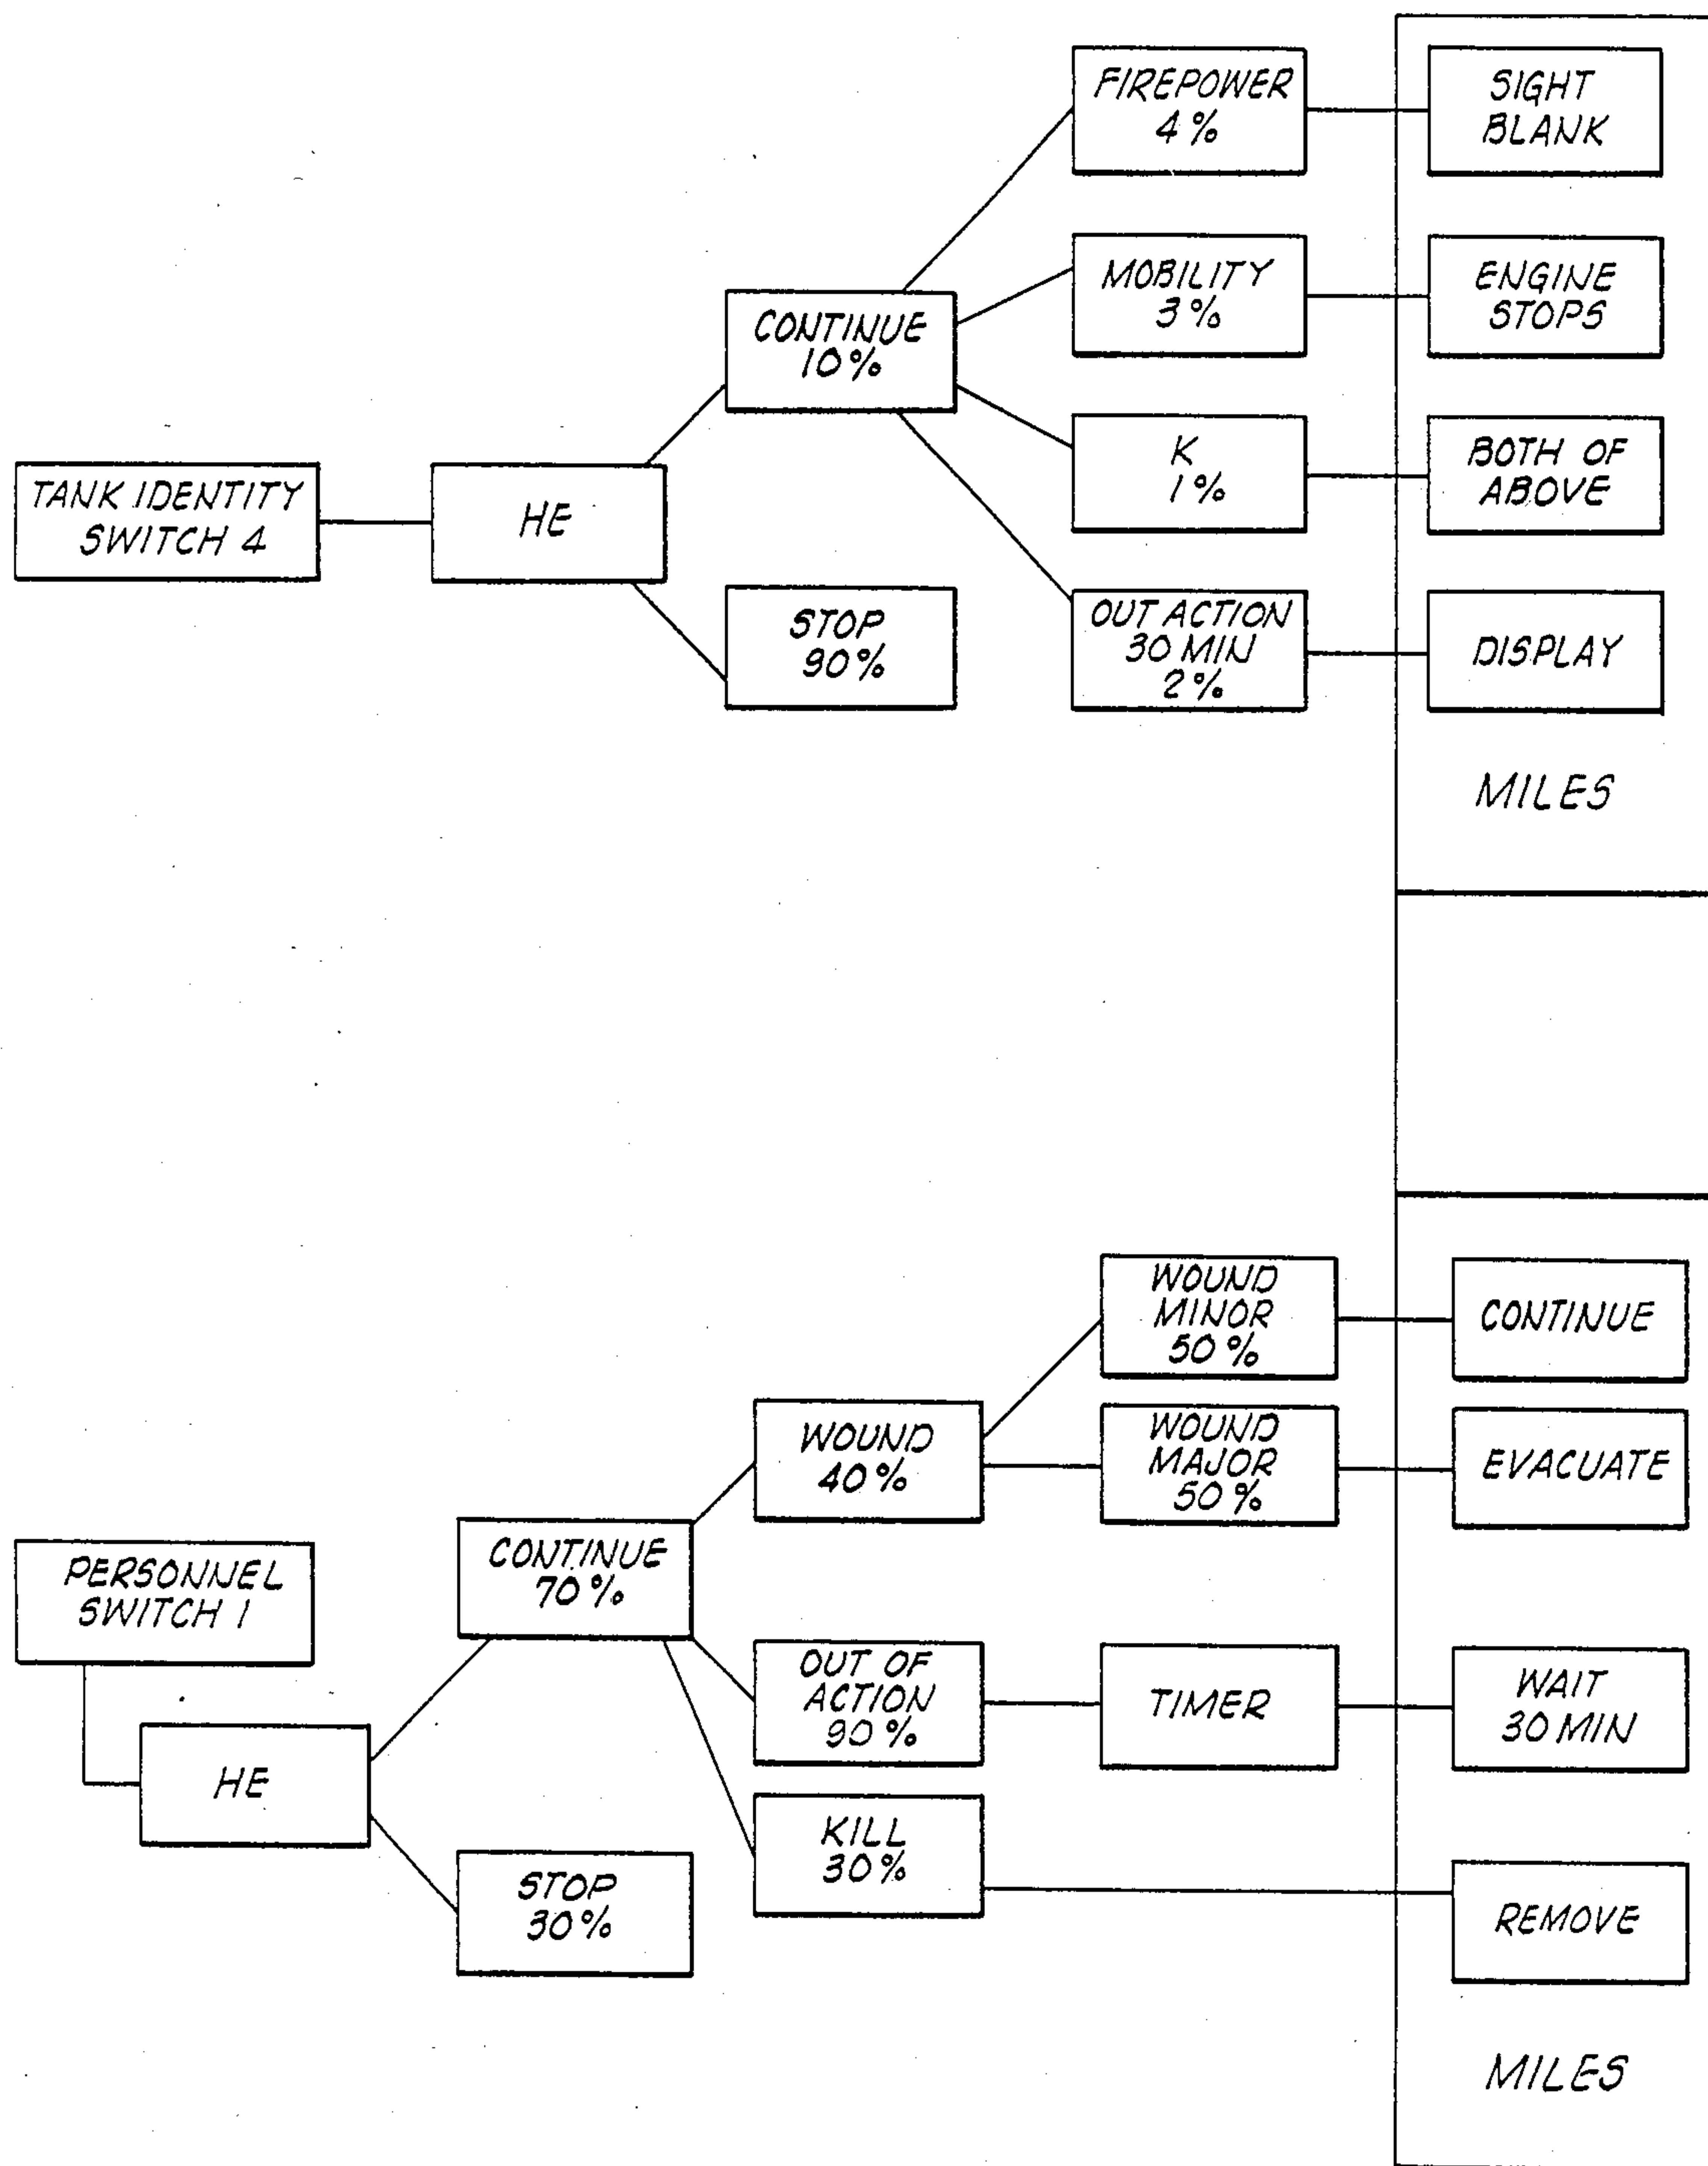 FIREPOWER
4%
SIGHT
BLANK
MOBILITY
3%
ENGINE
STOPS
CONTINUE
10%
K
1%
BOTH OF
ABOVE
TANK IDENTITY
SWITCH 4
HE
STOP
90%
OUT ACTION
30 MIN
2%
DISPLAY
MILES
WOUND
MINOR
50%
CONTINUE
WOUND
40%
WOUND
MAJOR
50%
EVACUATE
CONTINUE
70%
PERSONNEL
SWITCH 1
OUT OF
ACTION
90%
TIMER
WAIT
30 MIN
HE
KILL
30%
STOP
30%
REMOVE
MILES